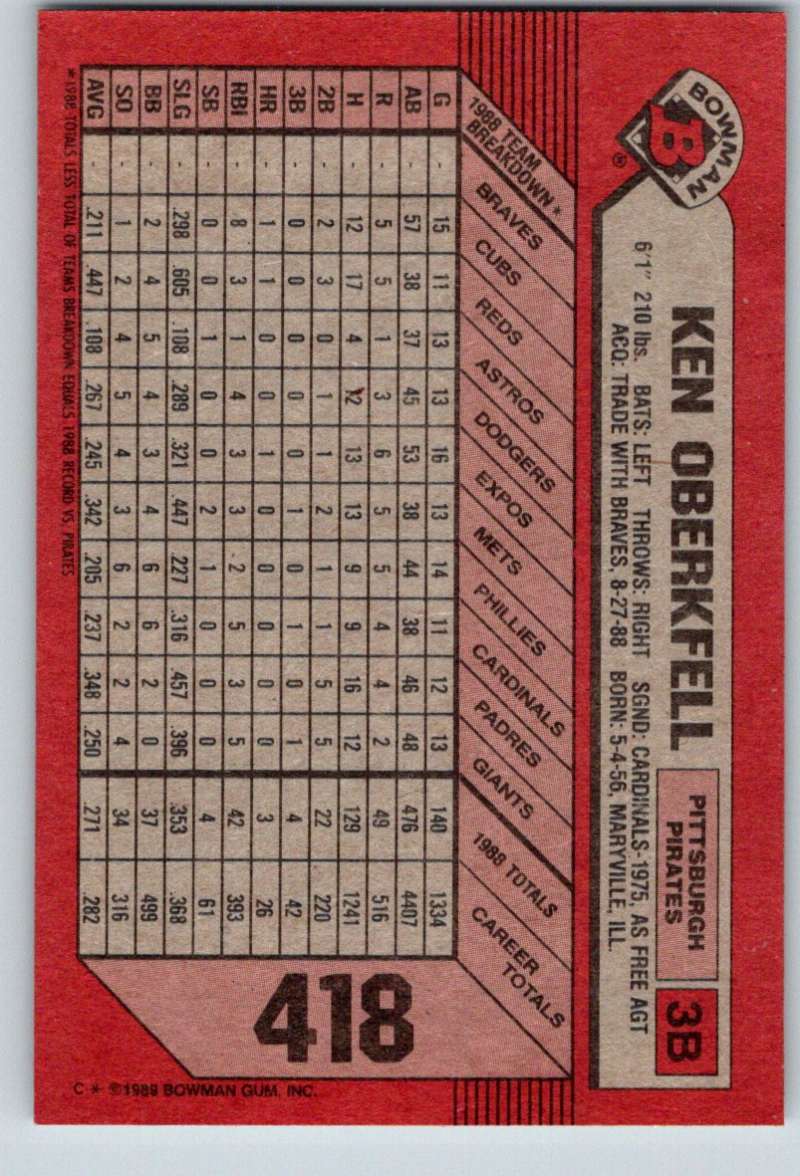 BOWMAN
B
®
KEN OBERKFELL
PITTSBURGH
PIRATES
3B
6'1" 210 lbs. BATS: LEFT THROWS: RIGHT SGND: CARDINALS-1975, AS FREE AGT
ACQ: TRADE WITH BRAVES, 8-27-88 BORN: 5-4-56, MARYVILLE, ILL.
1988 TEAM
BREAKDOWN*
BRAVES
CUBS
REDS
ASTROS
DODGERS
EXPOS
METS
PHILLIES
CARDINALS
PADRES
GIANTS
1988 TOTALS
CAREER
TOTALS
G - 15 11 13 13 16 13 14 11 12 13 140 1334
AB - 57 38 37 45 53 38 44 38 46 48 476 4407
R - 5 5 1 3 6 5 5 4 4 2 49 516
H - 12 17 4 12 13 13 9 9 16 12 129 1241
2B - 2 3 0 1 1 2 1 1 5 5 22 220
3B - 0 0 0 0 0 1 0 1 0 1 4 42
HR - 1 1 0 0 1 0 0 0 0 0 3 26
RBI - 8 3 1 4 3 3 2 5 3 5 42 393
SB - 0 0 1 0 0 2 1 0 0 0 4 61
SLG - .298 .605 .108 .289 .321 .447 .227 .316 .457 .396 .353 .368
BB - 2 4 5 4 3 4 6 6 2 0 37 499
SO - 1 2 4 5 4 3 6 2 2 4 34 316
AVG - .211 .447 .108 .267 .245 .342 .205 .237 .348 .250 .271 .282
*1988 TOTALS LESS TOTAL OF TEAMS BREAKDOWN EQUALS 1988 RECORD VS. PIRATES
418
C * ©1989 BOWMAN GUM, INC.